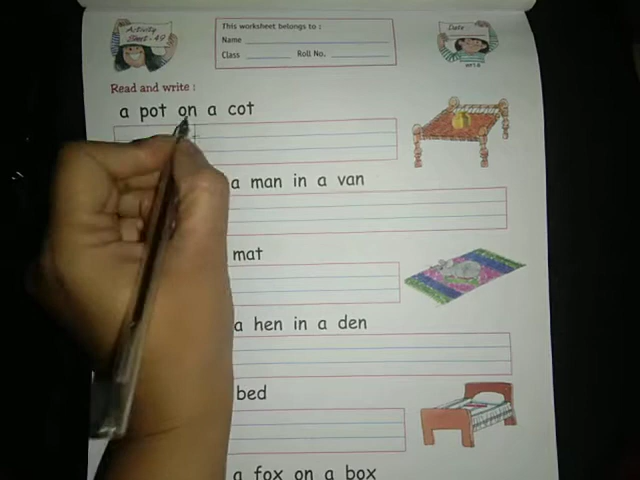 Activity
Sheet - 49
This worksheet belongs to :
Name
Class Roll No.
Date
Read and write :
a pot on a cot
a man in a van
mat
a hen in a den
bed
a fox on a box